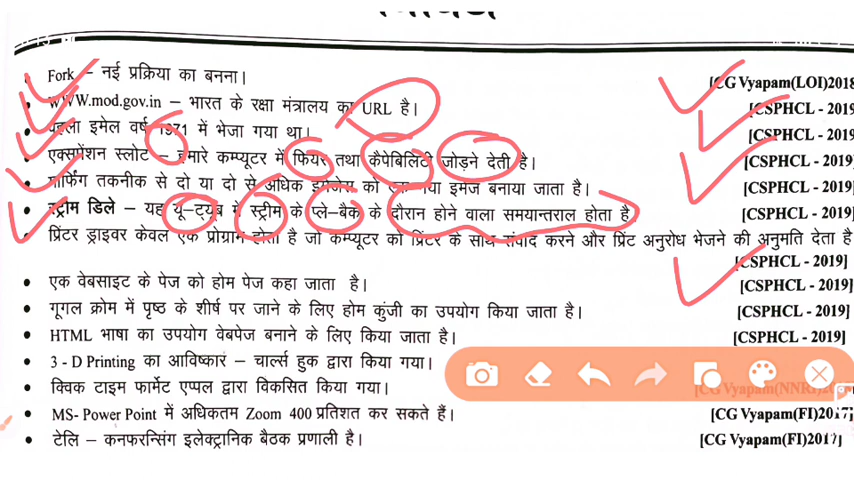 Fork – नई प्रक्रिया का बनना। [CG Vyapam(LOI)2018
WWW.mod.gov.in – भारत के रक्षा मंत्रालय का URL है। [CSPHCL - 2019
पहला इमेल वर्ष 1971 में भेजा गया था। [CSPHCL - 2019]
एक्सपेंशन स्लोट – हमारे कम्प्यूटर में फियर तथा कैपेबिलिटी जोड़ने देती है। [CSPHCL - 2019]
मार्फिंग तकनीक से दो या दो से अधिक इमेजेस को एक नया इमेज बनाया जाता है। [CSPHCL - 2019]
स्ट्रीम डिले – यह यू-ट्यूब में स्ट्रीम के प्ले-बैक के दौरान होने वाला समयान्तराल होता है [CSPHCL - 2019]
प्रिंटर ड्राइवर केवल एक प्रोग्राम होता है जो कम्प्यूटर को प्रिंटर के साथ संवाद करने और प्रिंट अनुरोध भेजने की अनुमति देता है
[CSPHCL - 2019]
एक वेबसाइट के पेज को होम पेज कहा जाता है। [CSPHCL - 2019]
गूगल क्रोम में पृष्ठ के शीर्ष पर जाने के लिए होम कुंजी का उपयोग किया जाता है। [CSPHCL - 2019]
HTML भाषा का उपयोग वेबपेज बनाने के लिए किया जाता है। [CSPHCL - 2019]
3 - D Printing का आविष्कार – चार्ल्स हुक द्वारा किया गया।
क्विक टाइम फार्मेट एप्पल द्वारा विकसित किया गया। [CG Vyapam(NNRI)2017]
MS- Power Point में अधिकतम Zoom 400 प्रतिशत कर सकते हैं। [CG Vyapam(FI)2017]
टेलि – कनफरन्सिंग इलेक्ट्रानिक बैठक प्रणाली है। [CG Vyapam(FI)2017]